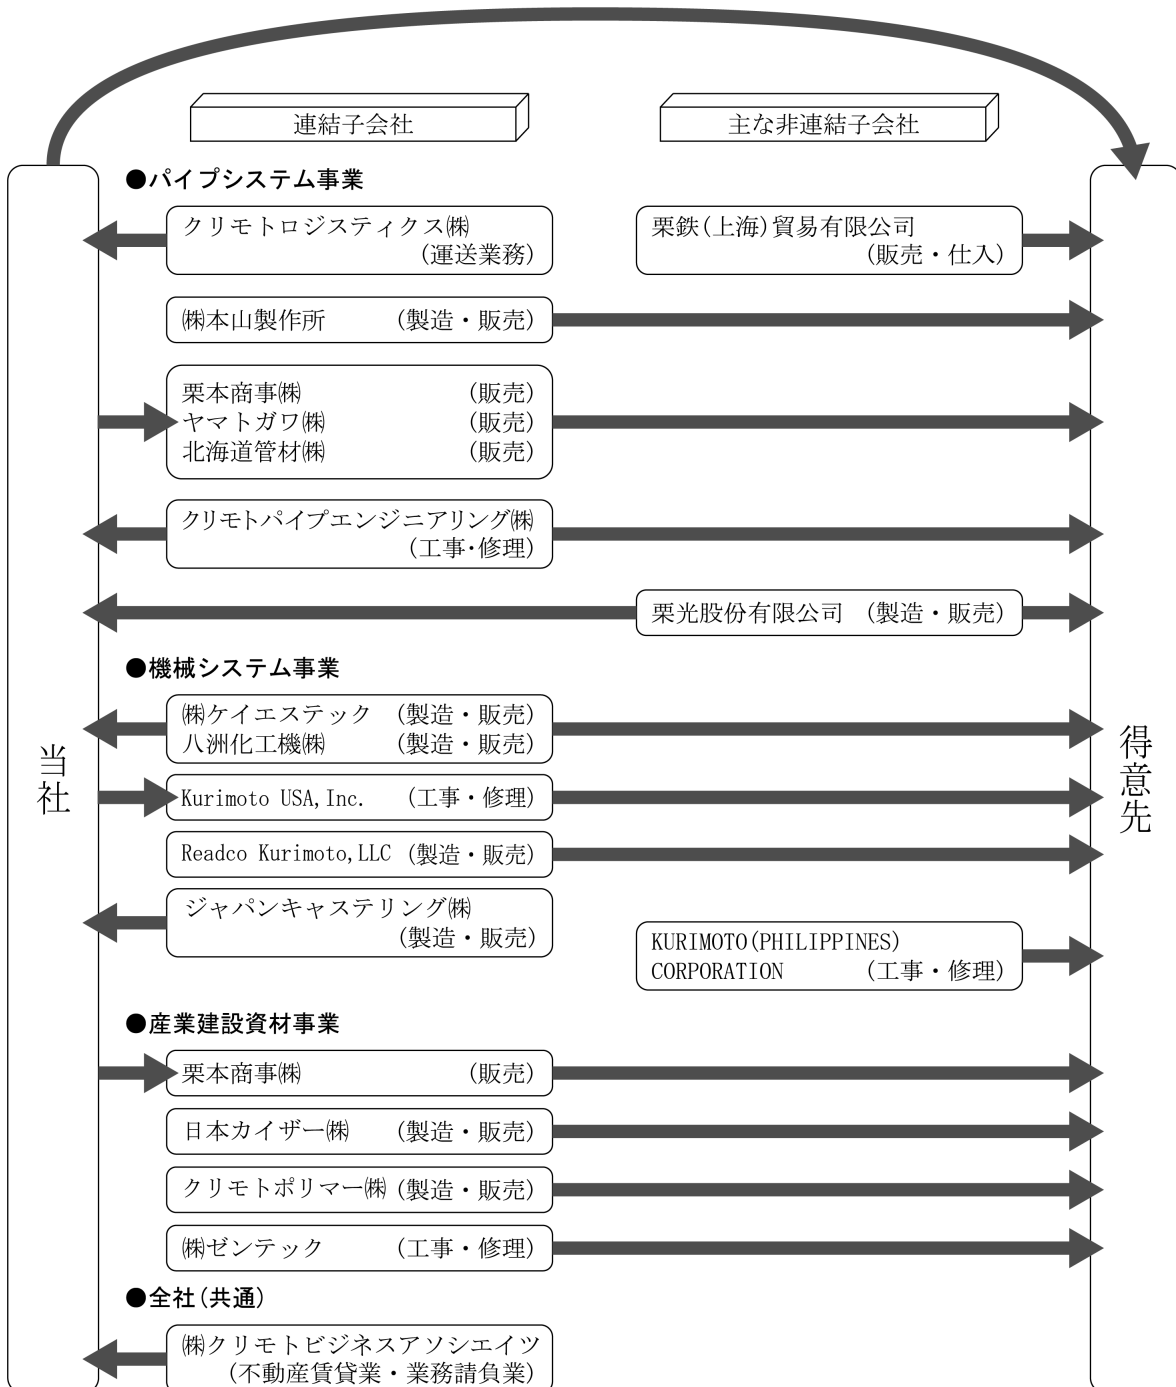 連結子会社
主な非連結子会社
●パイプシステム事業
クリモトロジスティクス㈱
(運送業務)
栗鉄(上海)貿易有限公司
(販売・仕入)
㈱本山製作所 (製造・販売)
栗本商事㈱ (販売)
ヤマトガワ㈱ (販売)
北海道管材㈱ (販売)
クリモトパイプエンジニアリング㈱
(工事・修理)
栗光股份有限公司 (製造・販売)
●機械システム事業
㈱ケイエステック (製造・販売)
八洲化工機㈱ (製造・販売)
当社
得意先
Kurimoto USA,Inc. (工事・修理)
Readco Kurimoto,LLC (製造・販売)
ジャパンキャステリング㈱
(製造・販売)
KURIMOTO(PHILIPPINES)
CORPORATION (工事・修理)
●産業建設資材事業
栗本商事㈱ (販売)
日本カイザー㈱ (製造・販売)
クリモトポリマー㈱ (製造・販売)
㈱ゼンテック (工事・修理)
●全社(共通)
㈱クリモトビジネスアソシエイツ
(不動産賃貸業・業務請負業)